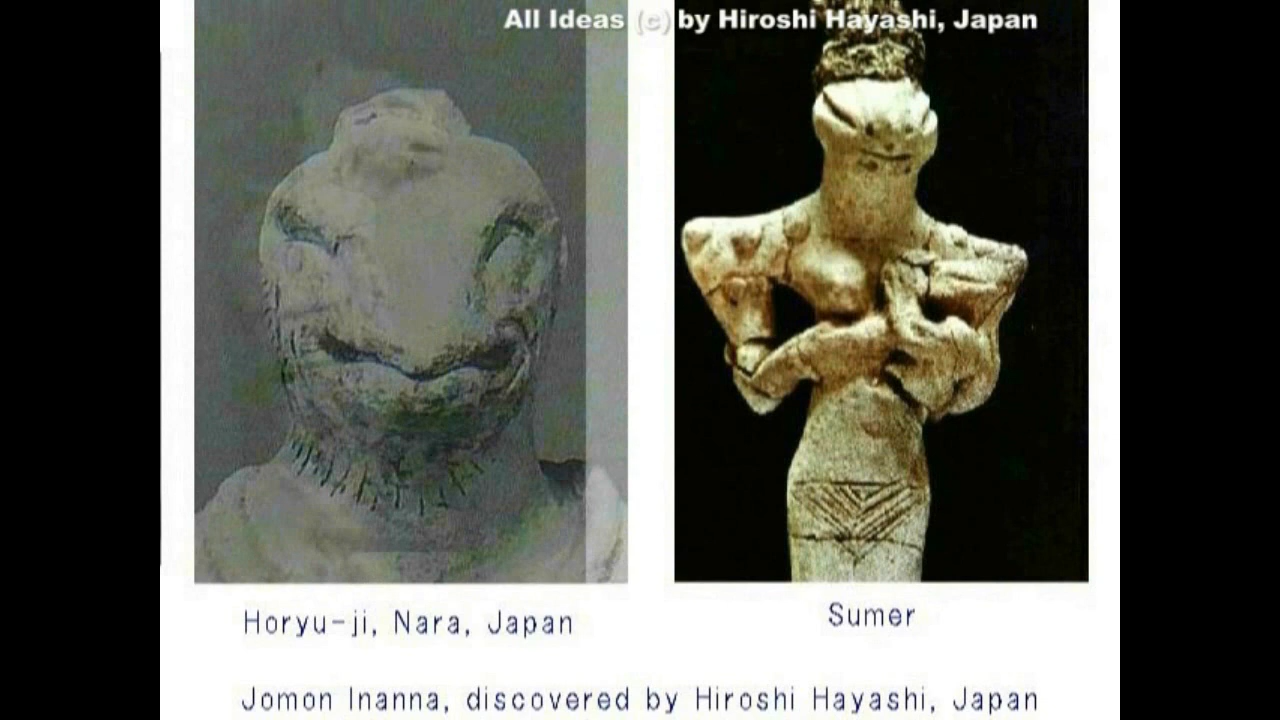 All Ideas (c) by Hiroshi Hayashi, Japan
Horyu-ji, Nara, Japan
Sumer
Jomon Inanna, discovered by Hiroshi Hayashi, Japan